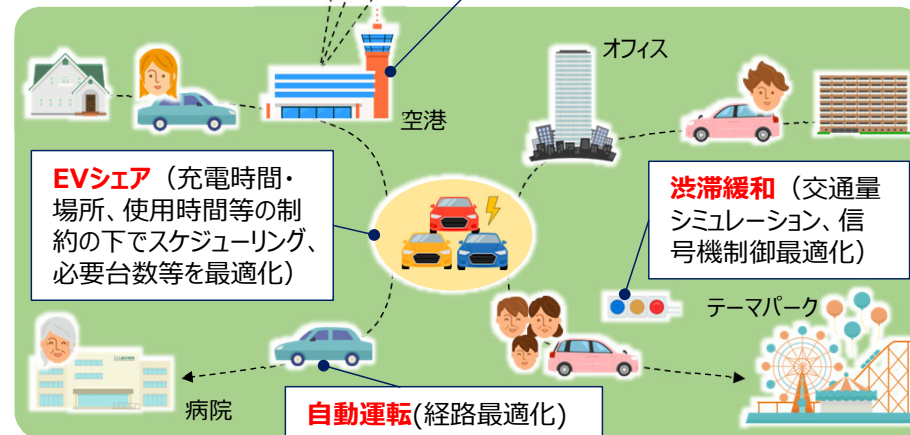 オフィス
空港
EVシェア（充電時間・
場所、使用時間等の制
約の下でスケジューリング、
必要台数等を最適化）
渋滞緩和（交通量
シミュレーション、信
号機制御最適化）
テーマパーク
病院
自動運転(経路最適化)